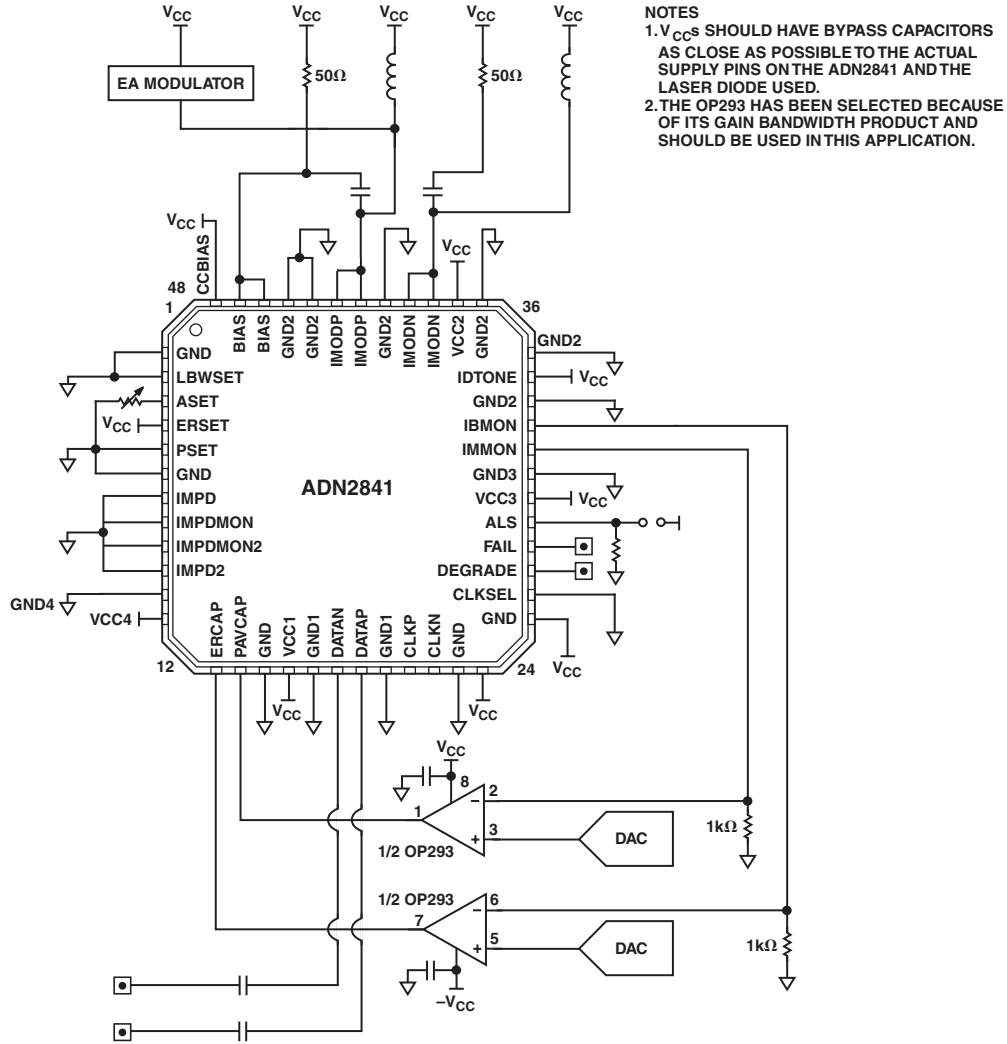 VCC VCC VCC VCC VCC
NOTES
1. VCCs SHOULD HAVE BYPASS CAPACITORS
AS CLOSE AS POSSIBLE TO THE ACTUAL
SUPPLY PINS ON THE ADN2841 AND THE
LASER DIODE USED.
2. THE OP293 HAS BEEN SELECTED BECAUSE
OF ITS GAIN BANDWIDTH PRODUCT AND
SHOULD BE USED IN THIS APPLICATION.
EA MODULATOR
50Ω
50Ω
VCC
CCBIAS
VCC
48
1
36
BIAS
BIAS
GND2
GND2
IMODP
IMODP
GND2
IMODN
IMODN
VCC2
GND2
GND
LBWSET
ASET
VCC
ERSET
PSET
GND
IMPD
IMPDMON
IMPDMON2
IMPD2
GND4
VCC4
ADN2841
GND2
IDTONE
VCC
GND2
IBMON
IMMON
GND3
VCC3
VCC
ALS
FAIL
DEGRADE
CLKSEL
GND
VCC
12
24
ERCAP
PAVCAP
GND
VCC1
GND1
DATAN
DATAP
GND1
CLKP
CLKN
GND
VCC
VCC
VCC
8
1
2
3
1/2 OP293
DAC
1kΩ
1/2 OP293
7
6
5
DAC
1kΩ
–VCC